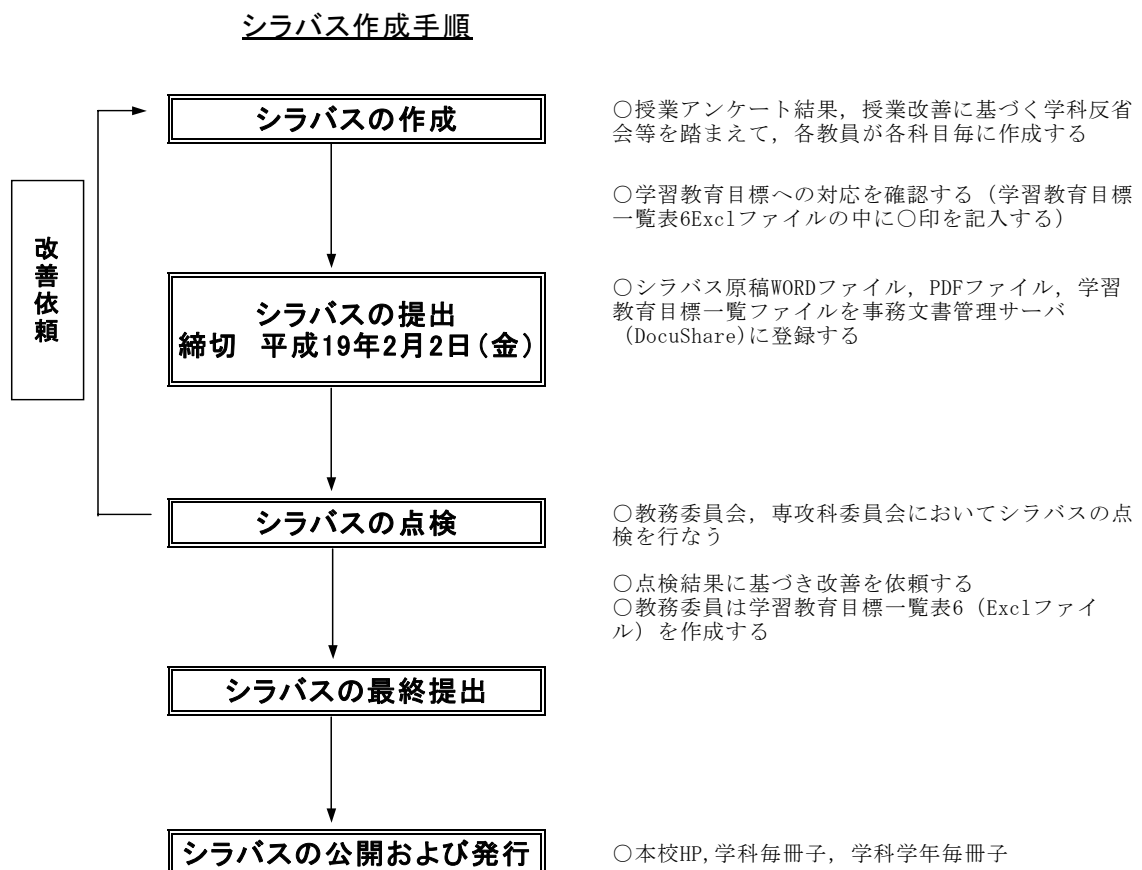 シラバス作成手順
シラバスの作成
○授業アンケート結果，授業改善に基づく学科反省
会等を踏まえて，各教員が各科目毎に作成する
○学習教育目標への対応を確認する（学習教育目標
一覧表6Exclファイルの中に○印を記入する）
改善依頼
シラバスの提出
締切　平成19年2月2日（金）
○シラバス原稿WORDファイル，PDFファイル，学習
教育目標一覧ファイルを事務文書管理サーバ
（DocuShare)に登録する
シラバスの点検
○教務委員会，専攻科委員会においてシラバスの点
検を行なう
○点検結果に基づき改善を依頼する
○教務委員は学習教育目標一覧表6（Exclファイ
ル）を作成する
シラバスの最終提出
シラバスの公開および発行
○本校HP,学科毎冊子，学科学年毎冊子